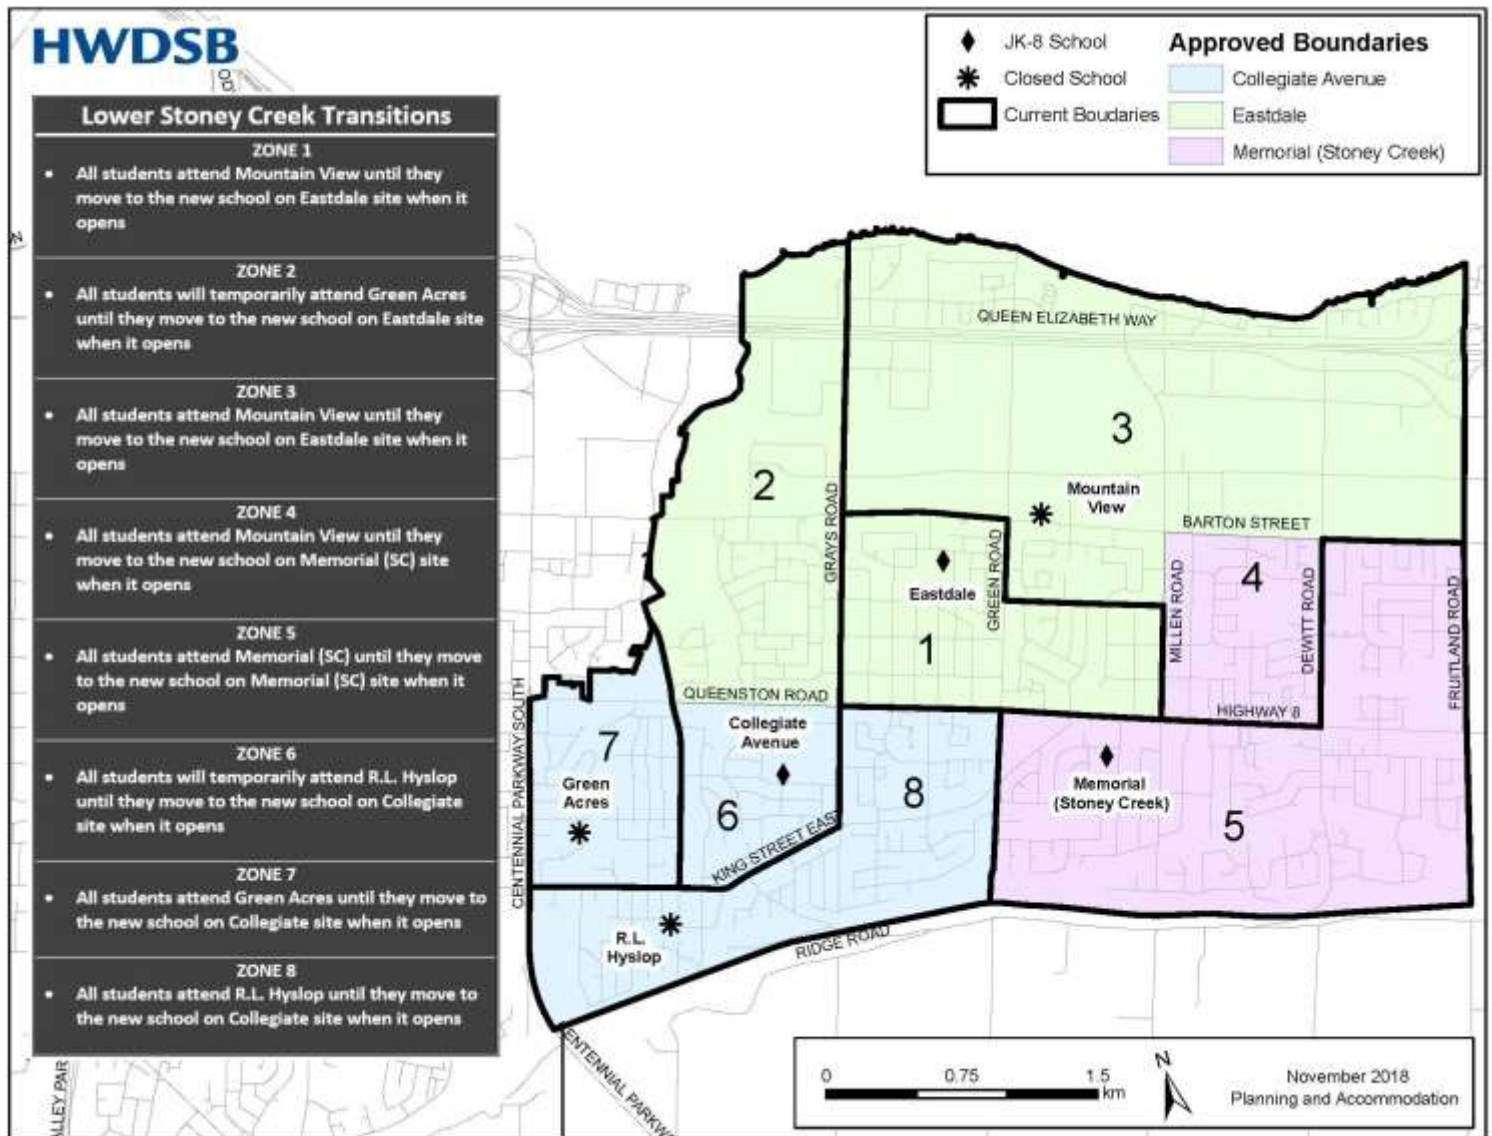 HWDSB
Lower Stoney Creek Transitions
ZONE 1
• All students attend Mountain View until they
move to the new school on Eastdale site when it
opens
ZONE 2
• All students will temporarily attend Green Acres
until they move to the new school on Eastdale site
when it opens
ZONE 3
• All students attend Mountain View until they
move to the new school on Eastdale site when it
opens
ZONE 4
• All students attend Mountain View until they
move to the new school on Memorial (SC) site
when it opens
ZONE 5
• All students attend Memorial (SC) until they move
to the new school on Memorial (SC) site when it
opens
ZONE 6
• All students will temporarily attend R.L. Hyslop
until they move to the new school on Collegiate
site when it opens
ZONE 7
• All students attend Green Acres until they move to
the new school on Collegiate site when it opens
ZONE 8
• All students attend R.L. Hyslop until they move to
the new school on Collegiate site when it opens
JK-8 School
Closed School
Current Boudaries
Approved Boundaries
Collegiate Avenue
Eastdale
Memorial (Stoney Creek)
QUEEN ELIZABETH WAY
3
2
Mountain
View
GRAYS ROAD
BARTON STREET
Eastdale
GREEN ROAD
1
MILLEN ROAD
4
DEWITT ROAD
FRUITLAND ROAD
QUEENSTON ROAD
HIGHWAY 8
Collegiate
Avenue
CENTENNIAL PARKWAY SOUTH
7
Green
Acres
6
8
Memorial
(Stoney Creek)
5
KING STREET EAST
R.L.
Hyslop
RIDGE ROAD
ENTENNIAL PARKW
ALLEY PAR
0 0.75 1.5
km
N
November 2018
Planning and Accommodation